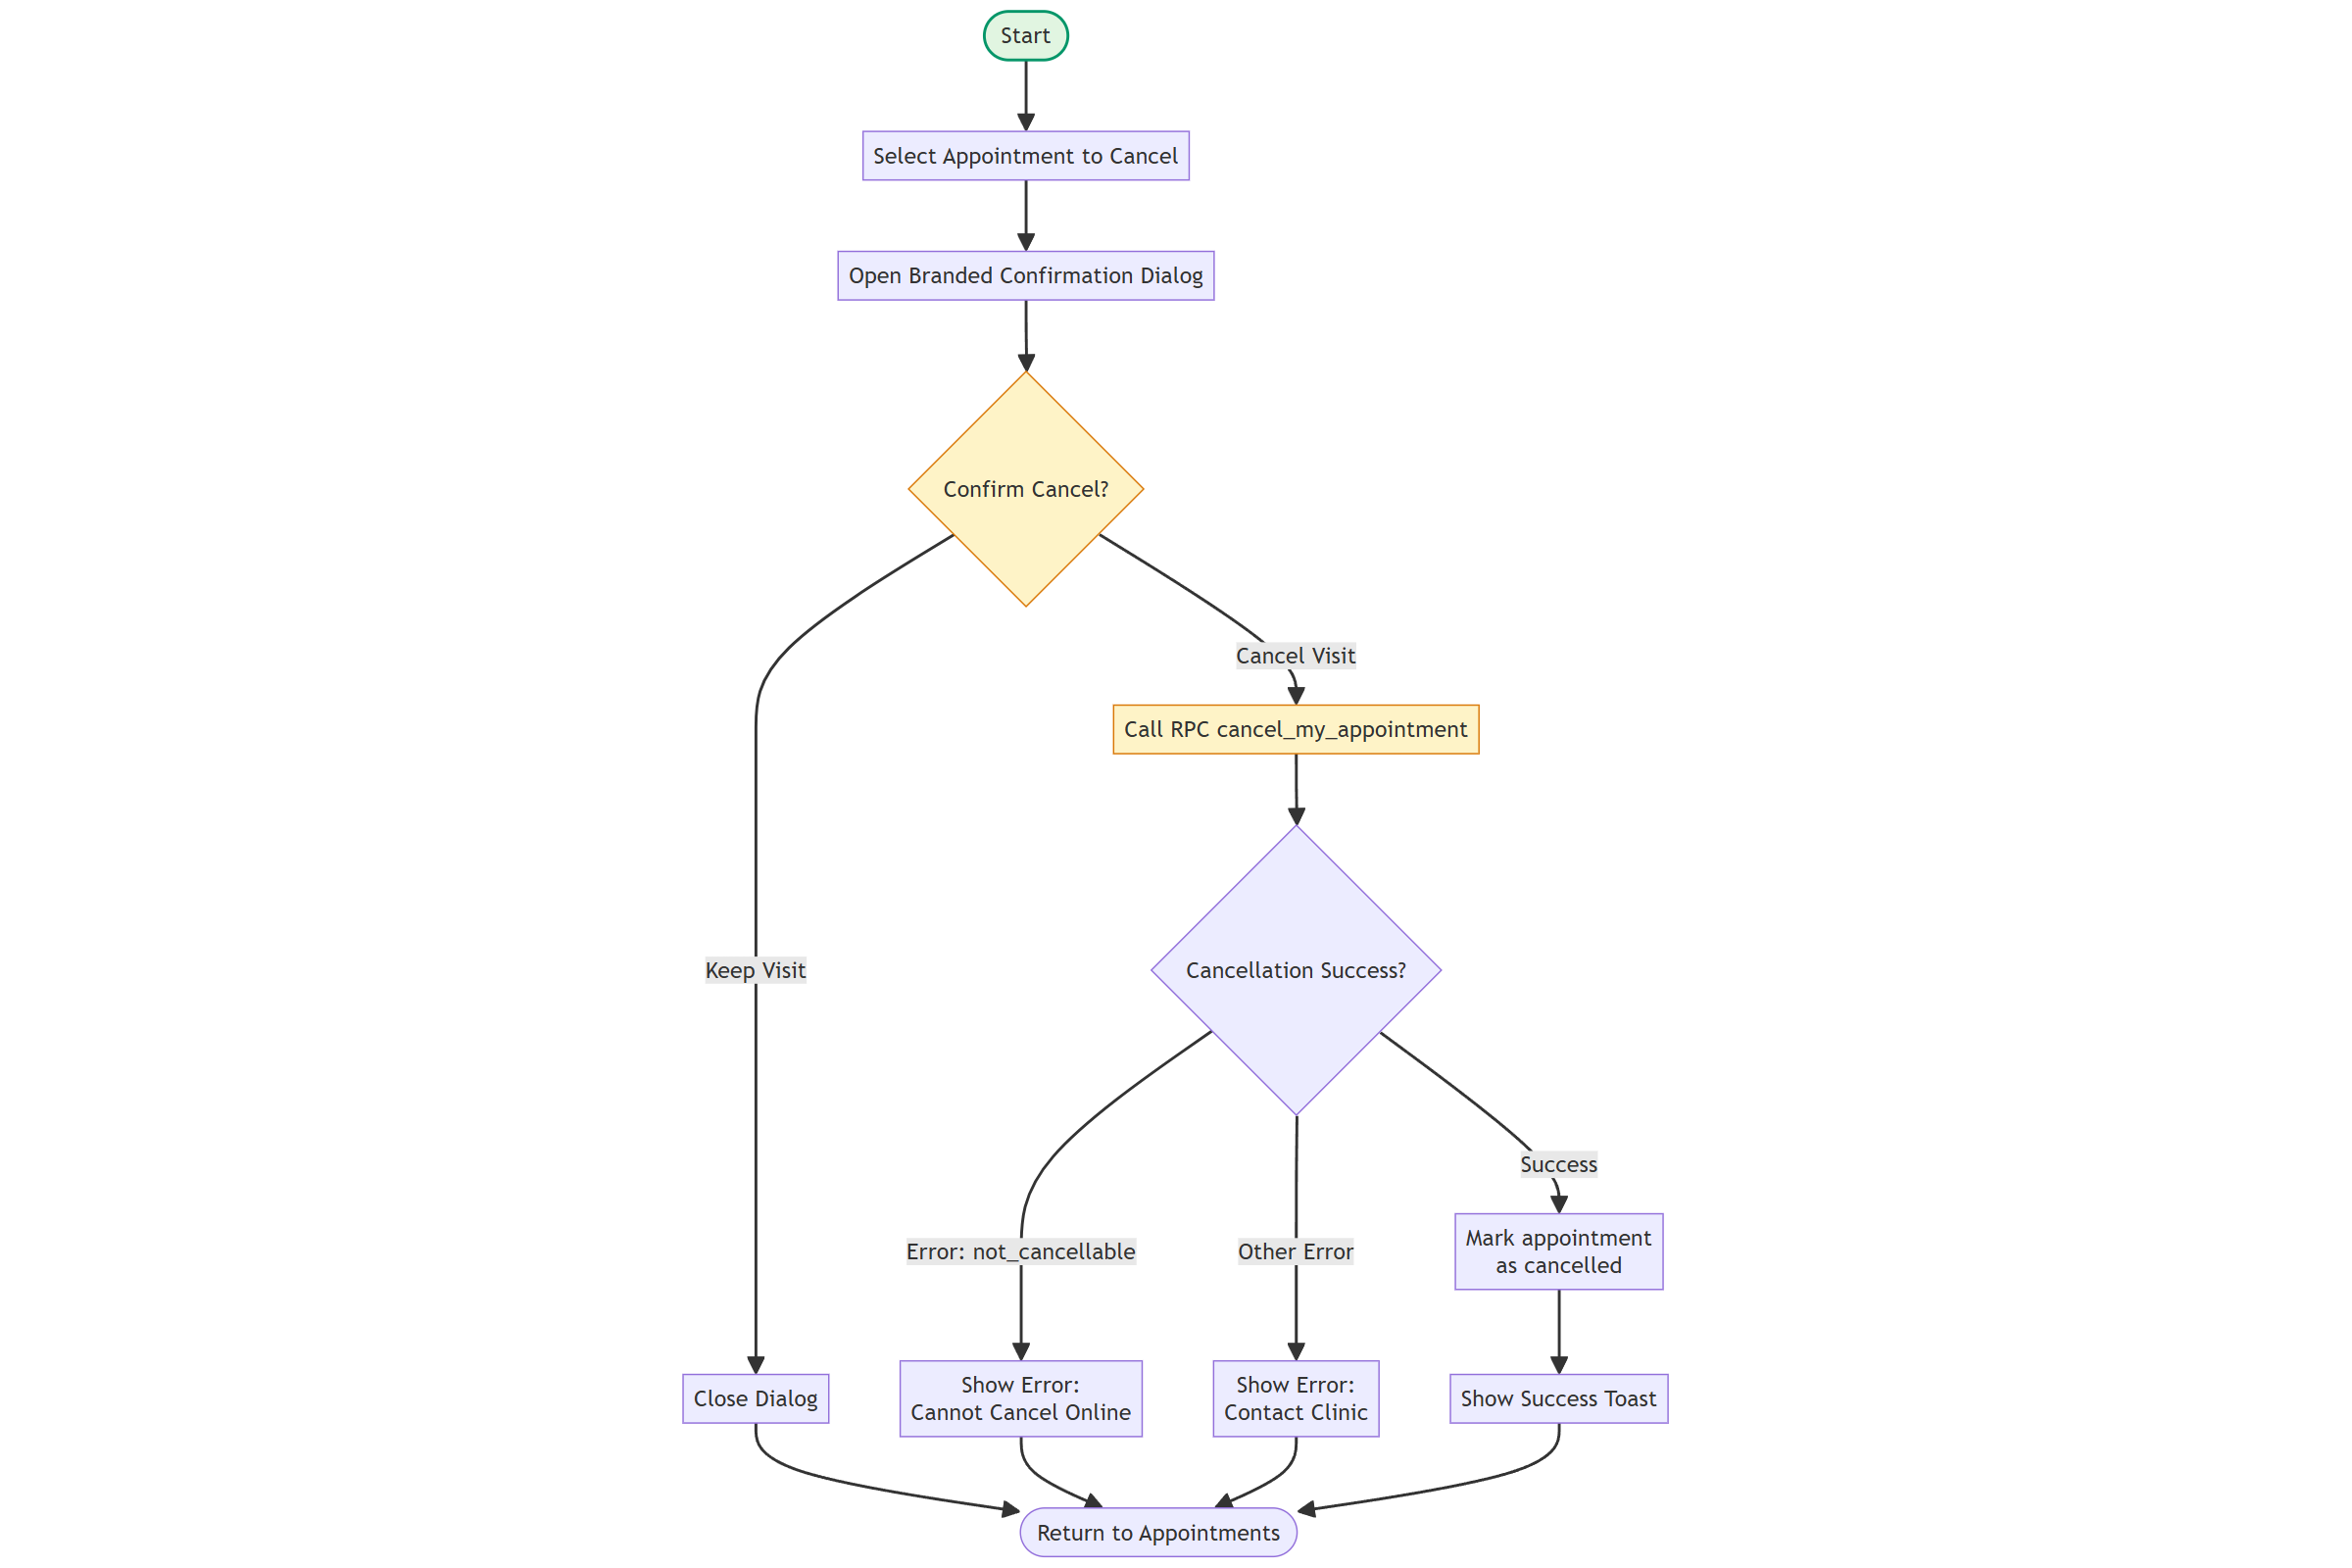 Start
Select Appointment to Cancel
Open Branded Confirmation Dialog
Confirm Cancel?
Cancel Visit
Call RPC cancel_my_appointment
Keep Visit
Cancellation Success?
Success
Error: not_cancellable
Other Error
Mark appointment
as cancelled
Close Dialog
Show Error:
Cannot Cancel Online
Show Error:
Contact Clinic
Show Success Toast
Return to Appointments